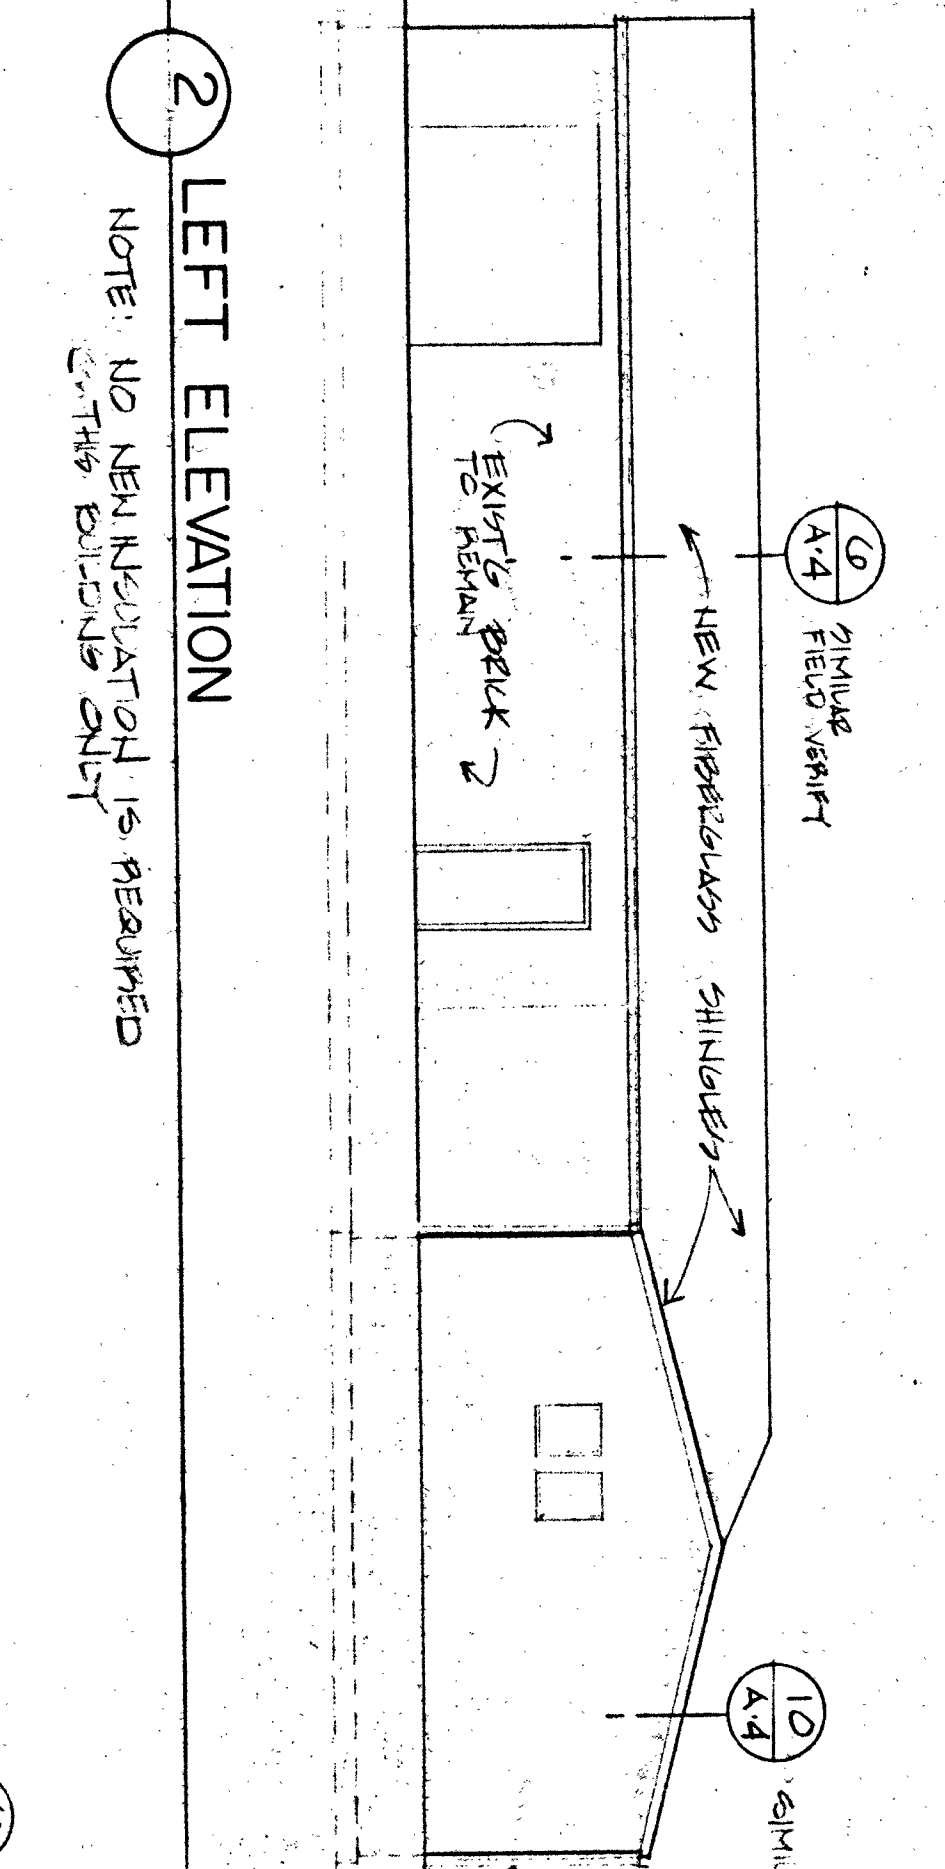 6
A·4
SIMILAR
FIELD VERIFY
10
A·4
SIMIL
NEW FIBERGLASS SHINGLES
EXIST'G BRICK
TO REMAIN
2
LEFT ELEVATION
NOTE: NO NEW INSULATION IS REQUIRED
THIS BUILDING ONLY